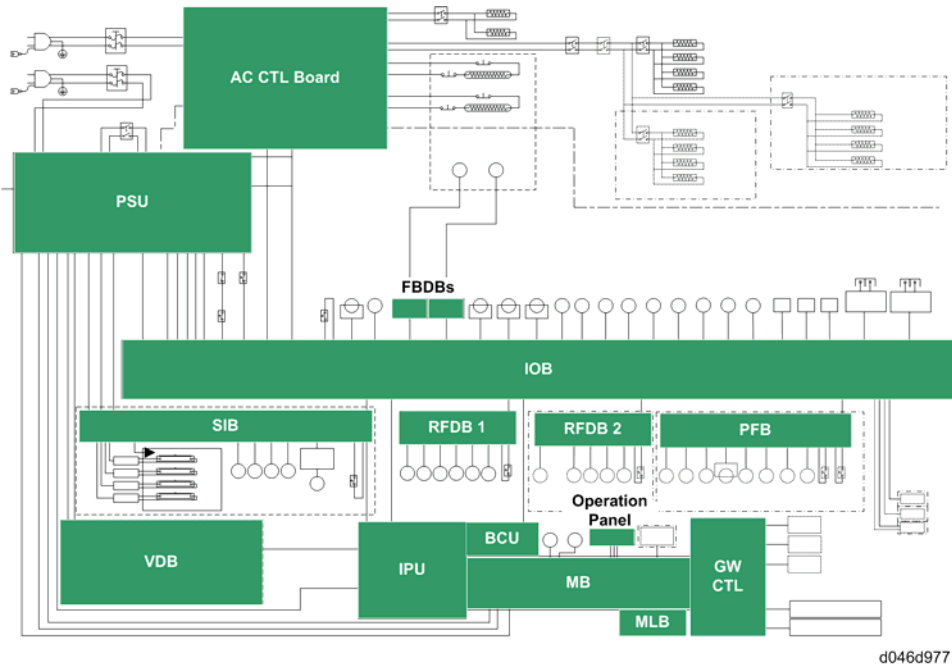 AC CTL Board
PSU
FBDBs
IOB
SIB
RFDB 1
RFDB 2
PFB
Operation
Panel
BCU
VDB
IPU
MB
GW
CTL
MLB
d046d977